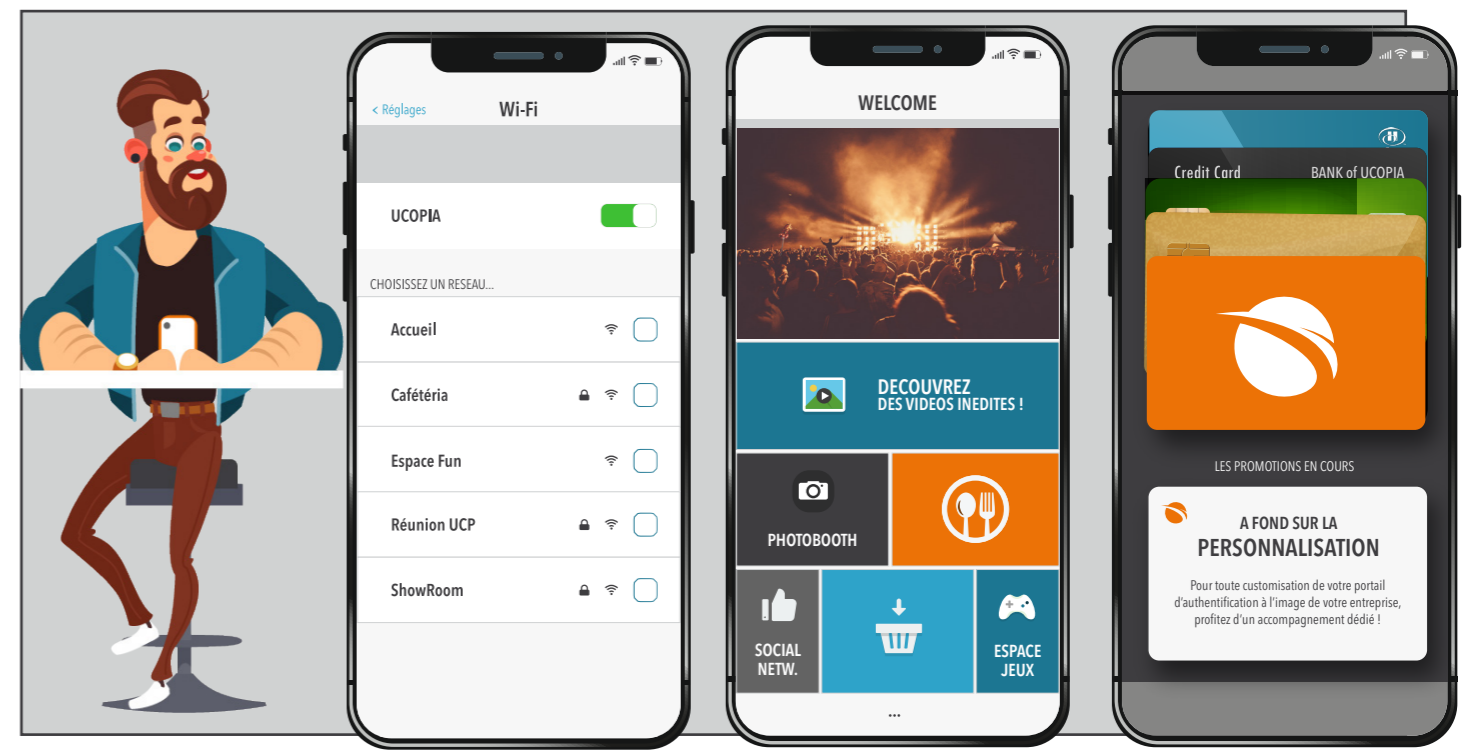 < Réglages
Wi-Fi
UCOPIA
CHOISISSEZ UN RESEAU...
Accueil
Cafétéria
Espace Fun
Réunion UCP
ShowRoom
WELCOME
DECOUVREZ
DES VIDEOS INEDITES !
PHOTOBOOTH
SOCIAL
NETW.
ESPACE
JEUX
...
Credit Card
BANK of UCOPIA
LES PROMOTIONS EN COURS
A FOND SUR LA
PERSONNALISATION
Pour toute customisation de votre portail
d'authentification à l'image de votre entreprise,
profitez d'un accompagnement dédié !